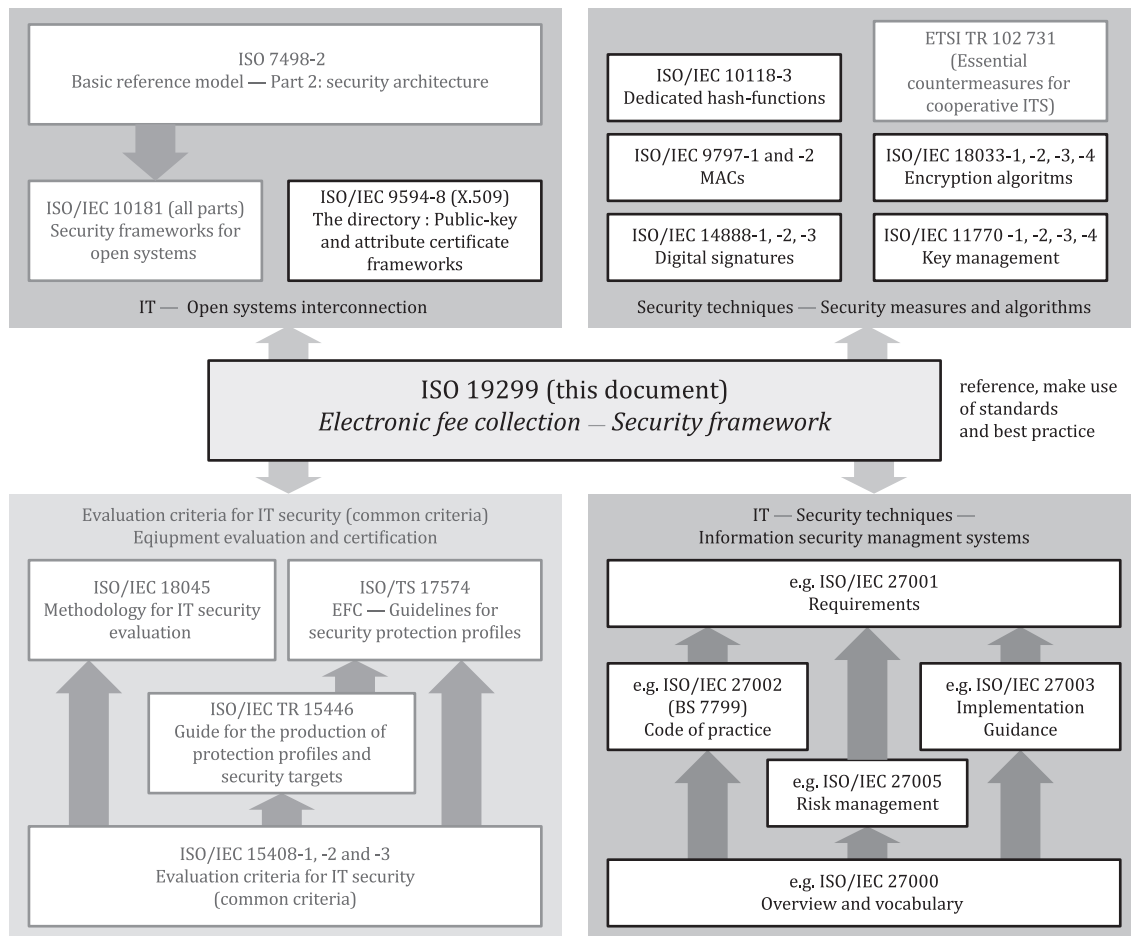 ISO 7498-2
Basic reference model — Part 2: security architecture
ISO/IEC 10181 (all parts)
Security frameworks for
open systems
ISO/IEC 9594-8 (X.509)
The directory : Public-key
and attribute certificate
frameworks
IT — Open systems interconnection
ISO/IEC 10118-3
Dedicated hash-functions
ETSI TR 102 731
(Essential
countermeasures for
cooperative ITS)
ISO/IEC 9797-1 and -2
MACs
ISO/IEC 18033-1, -2, -3, -4
Encryption algoritms
ISO/IEC 14888-1, -2, -3
Digital signatures
ISO/IEC 11770 -1, -2, -3, -4
Key management
Security techniques — Security measures and algorithms
ISO 19299 (this document)
Electronic fee collection — Security framework
reference, make use
of standards
and best practice
Evaluation criteria for IT security (common criteria)
Eqiupment evaluation and certification
ISO/IEC 18045
Methodology for IT security
evaluation
ISO/TS 17574
EFC — Guidelines for
security protection profiles
ISO/IEC TR 15446
Guide for the production of
protection profiles and
security targets
ISO/IEC 15408-1, -2 and -3
Evaluation criteria for IT security
(common criteria)
IT — Security techniques —
Information security managment systems
e.g. ISO/IEC 27001
Requirements
e.g. ISO/IEC 27002
(BS 7799)
Code of practice
e.g. ISO/IEC 27003
Implementation
Guidance
e.g. ISO/IEC 27005
Risk management
e.g. ISO/IEC 27000
Overview and vocabulary